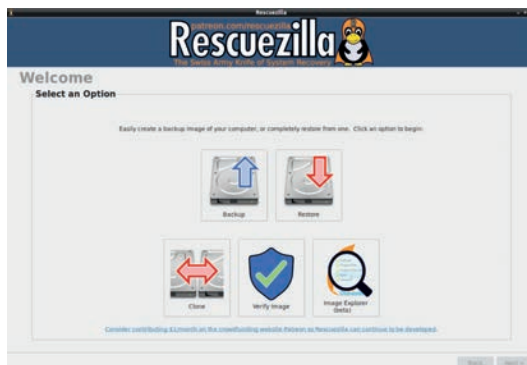 Rescuezilla
patreon.com/rescuezilla
Rescuezilla
The Swiss Army Knife of System Recovery
Welcome
Select an Option
Easily create a backup image of your computer, or completely restore from one. Click an option to begin.
Backup
Restore
Clone
Verify Image
Image Explorer
(beta)
Consider contributing $1/month on the crowdfunding website Patreon so Rescuezilla can continue to be developed.
Back
Next >